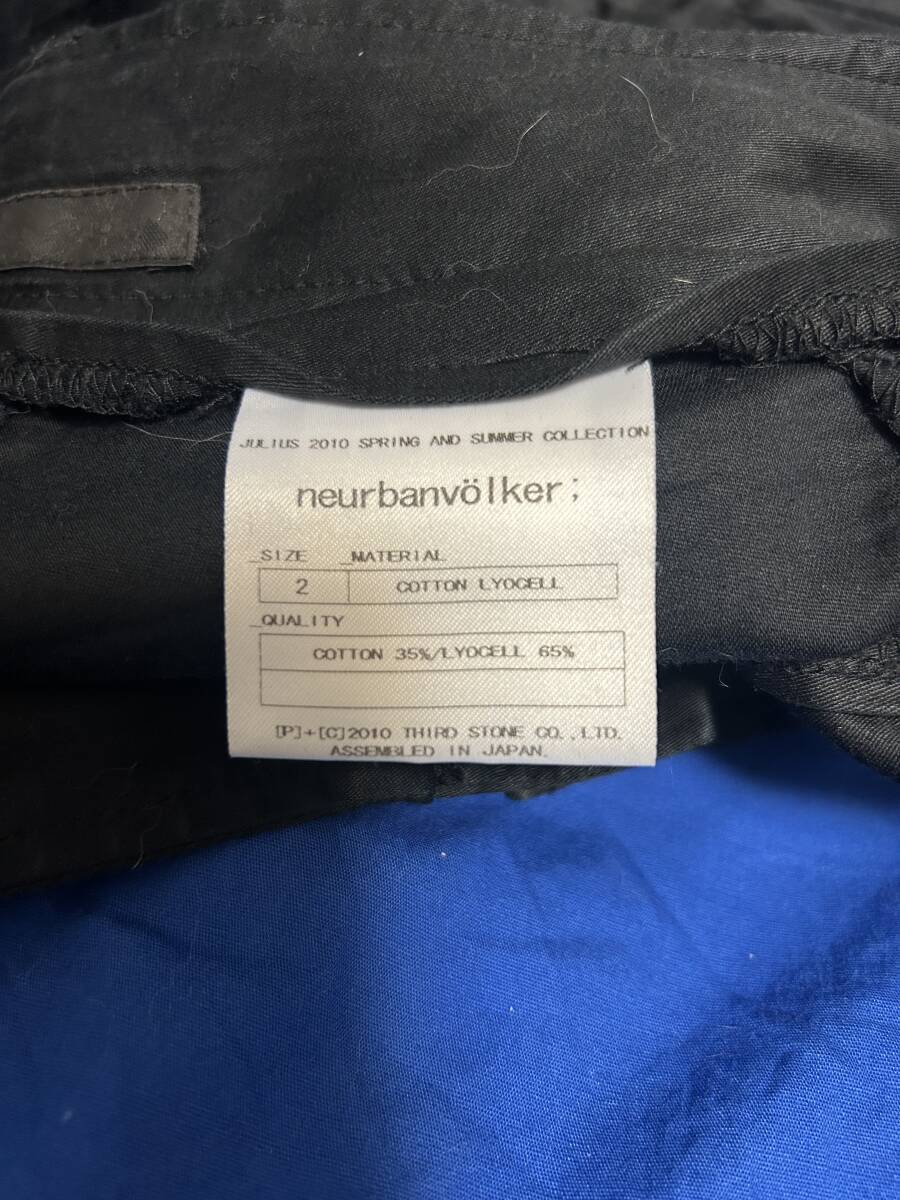 JULIUS 2010 SPRING AND SUMMER COLLECTION
neurbanvölker;
_SIZE _MATERIAL
2 COTTON LYOCELL
_QUALITY
COTTON 35%/LYOCELL 65%
[P]+[C]2010 THIRD STONE CO.,LTD.
ASSEMBLED IN JAPAN.